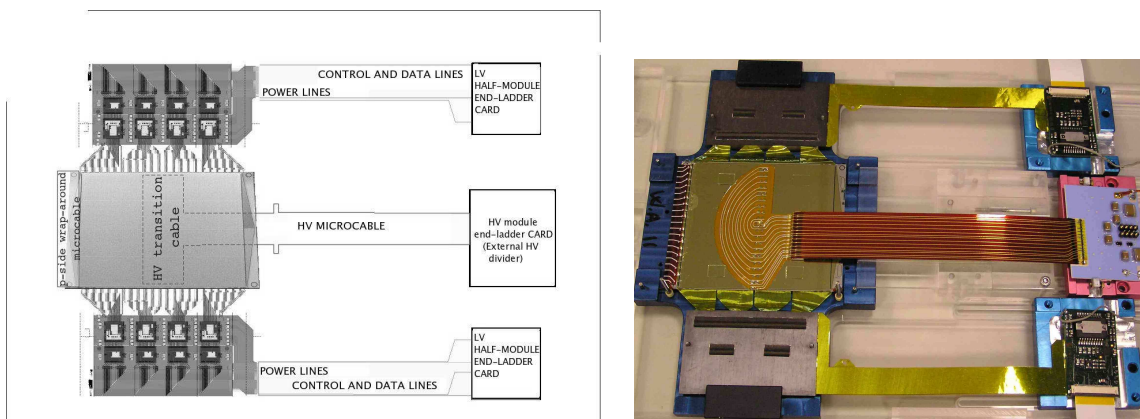 CONTROL AND DATA LINES
POWER LINES
LV
HALF-MODULE
END-LADDER
CARD
p-side wrap-around
microcable
HV transition
cable
HV MICROCABLE
HV module
end-ladder CARD
(External HV
divider)
POWER LINES
CONTROL AND DATA LINES
LV
HALF-MODULE
END-LADDER
CARD